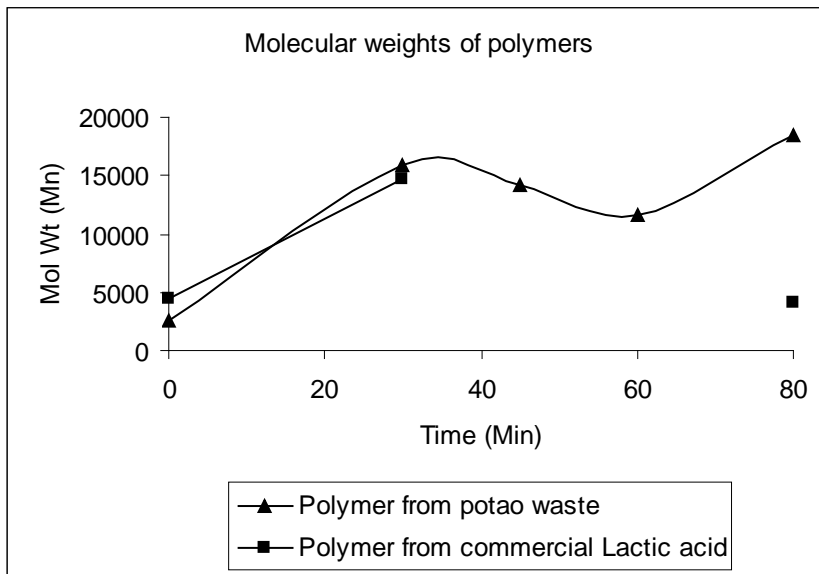 Molecular weights of polymers
20000
15000
10000
5000
0
Mol Wt (Mn)
0 20 40 60 80
Time (Min)
Polymer from potao waste
Polymer from commercial Lactic acid